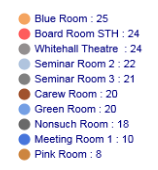 Blue Room : 25
Board Room STH : 24
Whitehall Theatre : 24
Seminar Room 2 : 22
Seminar Room 3 : 21
Carew Room : 20
Green Room : 20
Nonsuch Room : 18
Meeting Room 1 : 10
Pink Room : 8